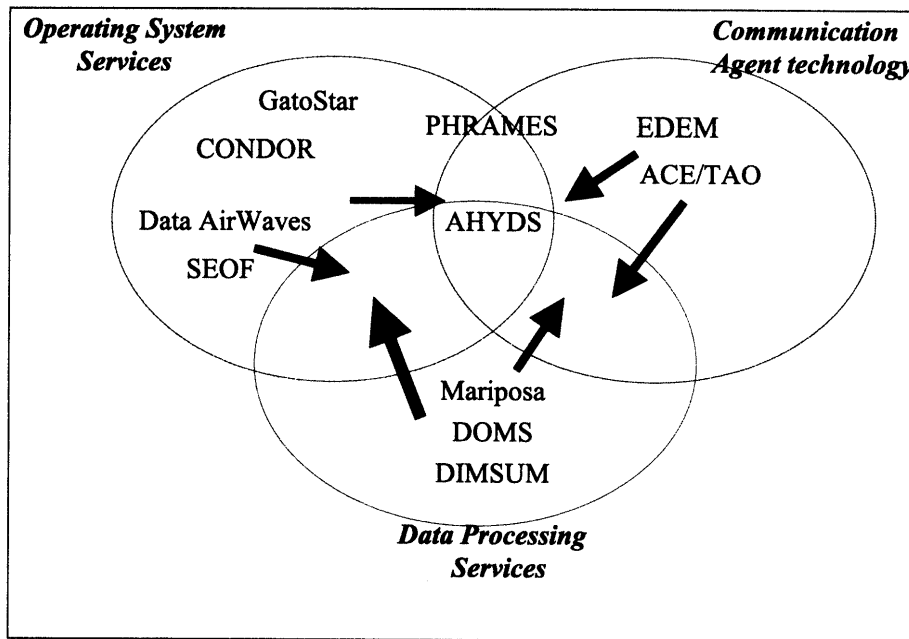 Operating System
Services
Communication
Agent technology
GatoStar
PHRAMES
EDEM
CONDOR
ACE/TAO
Data AirWaves
AHYDS
SEOF
Mariposa
DOMS
DIMSUM
Data Processing
Services